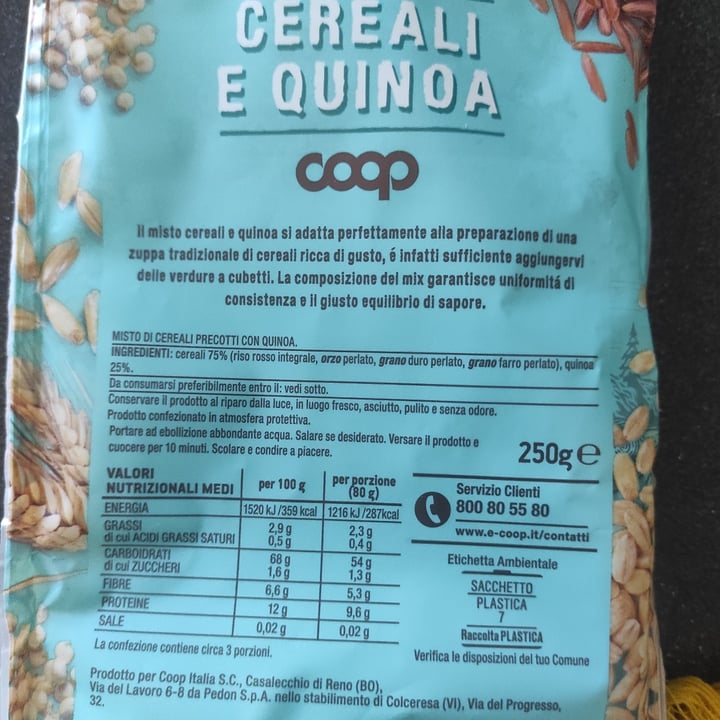 CEREALI
E QUINOA
coop
Il misto cereali e quinoa si adatta perfettamente alla preparazione di una
zuppa tradizionale di cereali ricca di gusto, é infatti sufficiente aggiungervi
delle verdure a cubetti. La composizione del mix garantisce uniformitá di
consistenza e il giusto equilibrio di sapore.
MISTO DI CEREALI PRECOTTI CON QUINOA.
INGREDIENTI: cereali 75% (riso rosso integrale, orzo perlato, grano duro perlato, grano farro perlato), quinoa
25%.
Da consumarsi preferibilmente entro il: vedi sotto.
Conservare il prodotto al riparo dalla luce, in luogo fresco, asciutto, pulito e senza odore.
Prodotto confezionato in atmosfera protettiva.
Portare ad ebollizione abbondante acqua. Salare se desiderato. Versare il prodotto e
cuocere per 10 minuti. Scolare e condire a piacere.
250g e
VALORI
NUTRIZIONALI MEDI per 100 g per porzione
(80 g)
ENERGIA 1520 kJ /359 kcal 1216 kJ /287kcal
GRASSI 2,9 g 2,3 g
di cui ACIDI GRASSI SATURI 0,5 g 0,4 g
CARBOIDRATI 68 g 54 g
di cui ZUCCHERI 1,6 g 1,3 g
FIBRE 6,6 g 5,3 g
PROTEINE 12 g 9,6 g
SALE 0,02 g 0,02 g
La confezione contiene circa 3 porzioni.
Servizio Clienti
800 80 55 80
www.e-coop.it/contatti
Etichetta Ambientale
SACCHETTO
PLASTICA
7
Raccolta PLASTICA
Verifica le disposizioni del tuo Comune
Prodotto per Coop Italia S.C., Casalecchio di Reno (BO),
Via del Lavoro 6-8 da Pedon S.p.A. nello stabilimento di Colceresa (VI), Via del Progresso,
32.